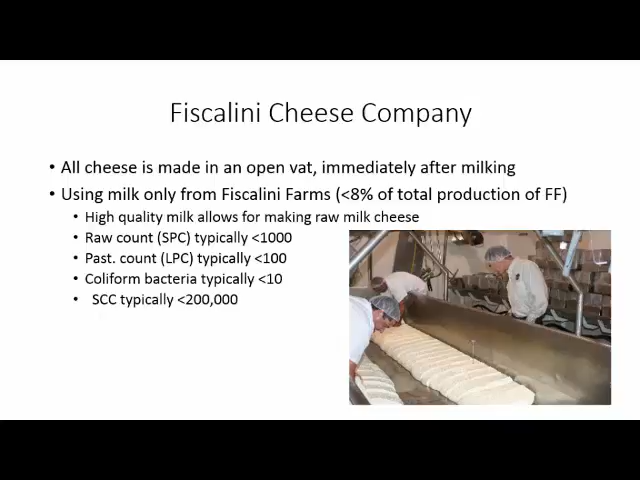 Fiscalini Cheese Company
• All cheese is made in an open vat, immediately after milking
• Using milk only from Fiscalini Farms (<8% of total production of FF)
• High quality milk allows for making raw milk cheese
• Raw count (SPC) typically <1000
• Past. count (LPC) typically <100
• Coliform bacteria typically <10
• SCC typically <200,000